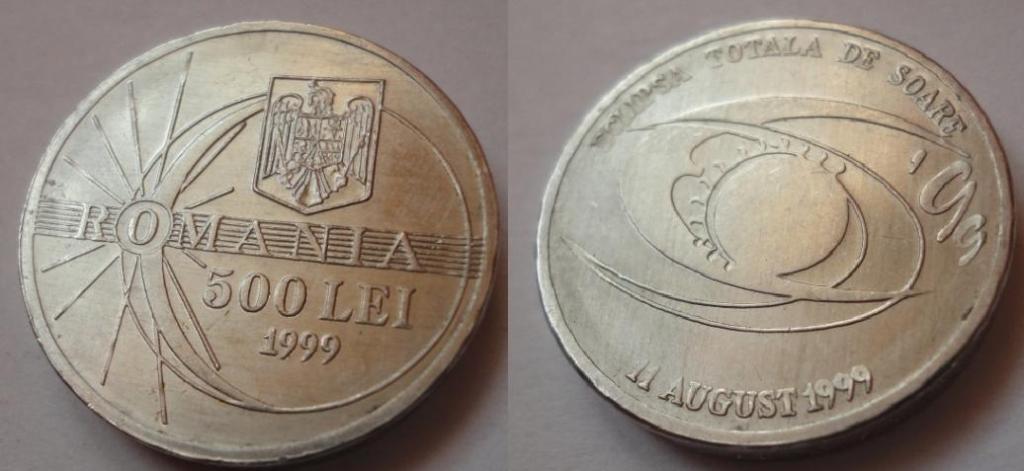 ROMANIA
500 LEI
1999
TOTALA DE SOARE
11 AUGUST 1999